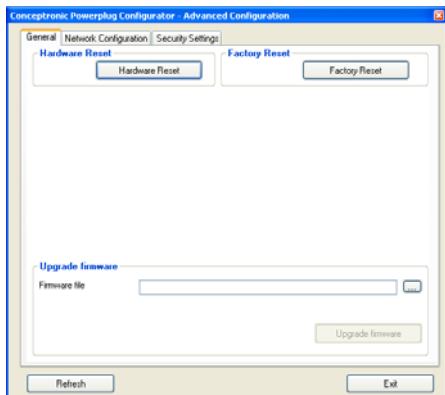 Conceptronic Powerplug Configurator - Advanced Configuration
General Network Configuration Security Settings
Hardware Reset Factory Reset
Hardware Reset Factory Reset
Upgrade firmware
Firmware file ...
Upgrade firmware
Refresh Exit